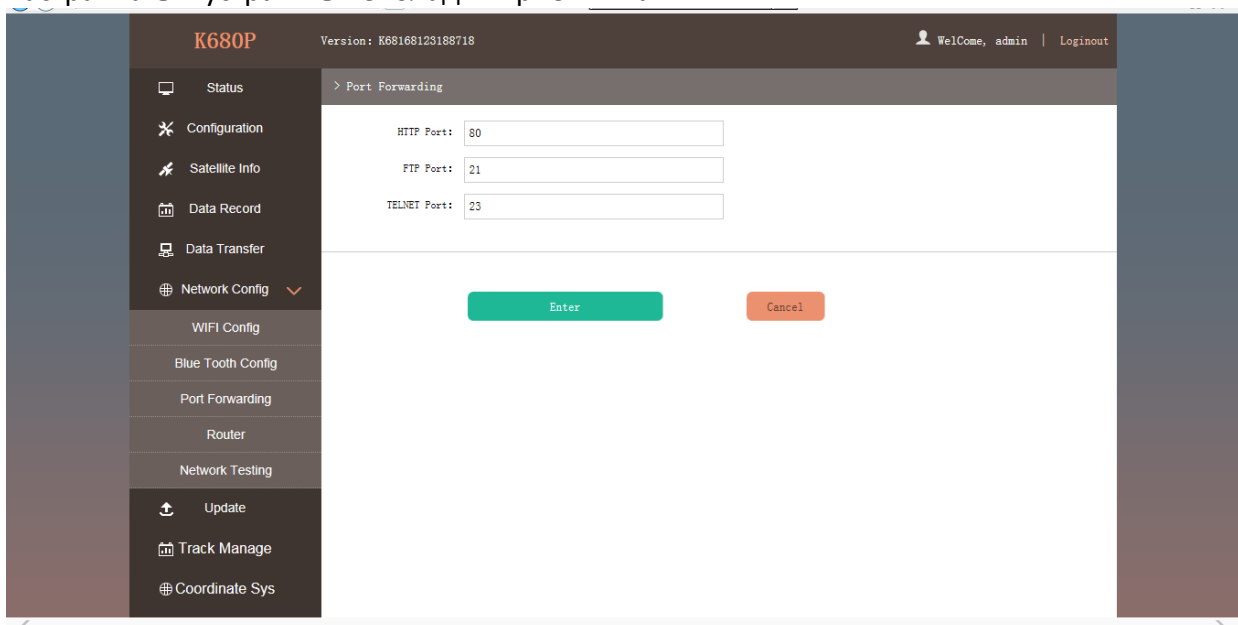 K680P
Version: K68168123188718
WelCome, admin | Loginout
Status
> Port Forwarding
Configuration
HTTP Port: 80
Satellite Info
FTP Port: 21
Data Record
TELNET Port: 23
Data Transfer
Network Config
Enter
Cancel
WIFI Config
Blue Tooth Config
Port Forwarding
Router
Network Testing
Update
Track Manage
Coordinate Sys